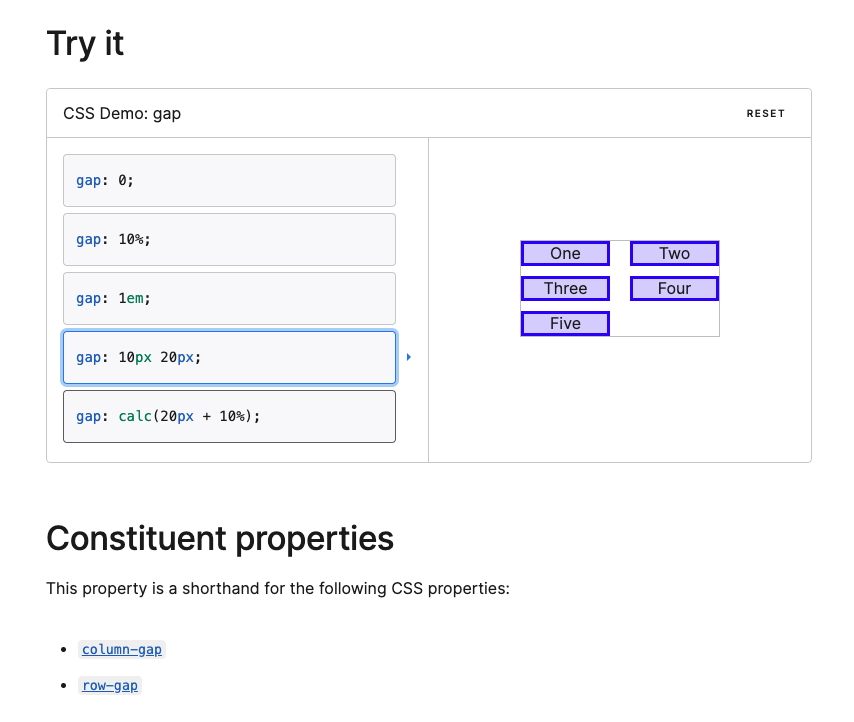 Try it
CSS Demo: gap
RESET
gap: 0;
gap: 10%;
gap: 1em;
gap: 10px 20px;
gap: calc(20px + 10%);
One Two
Three Four
Five
Constituent properties
This property is a shorthand for the following CSS properties:
• column-gap
• row-gap